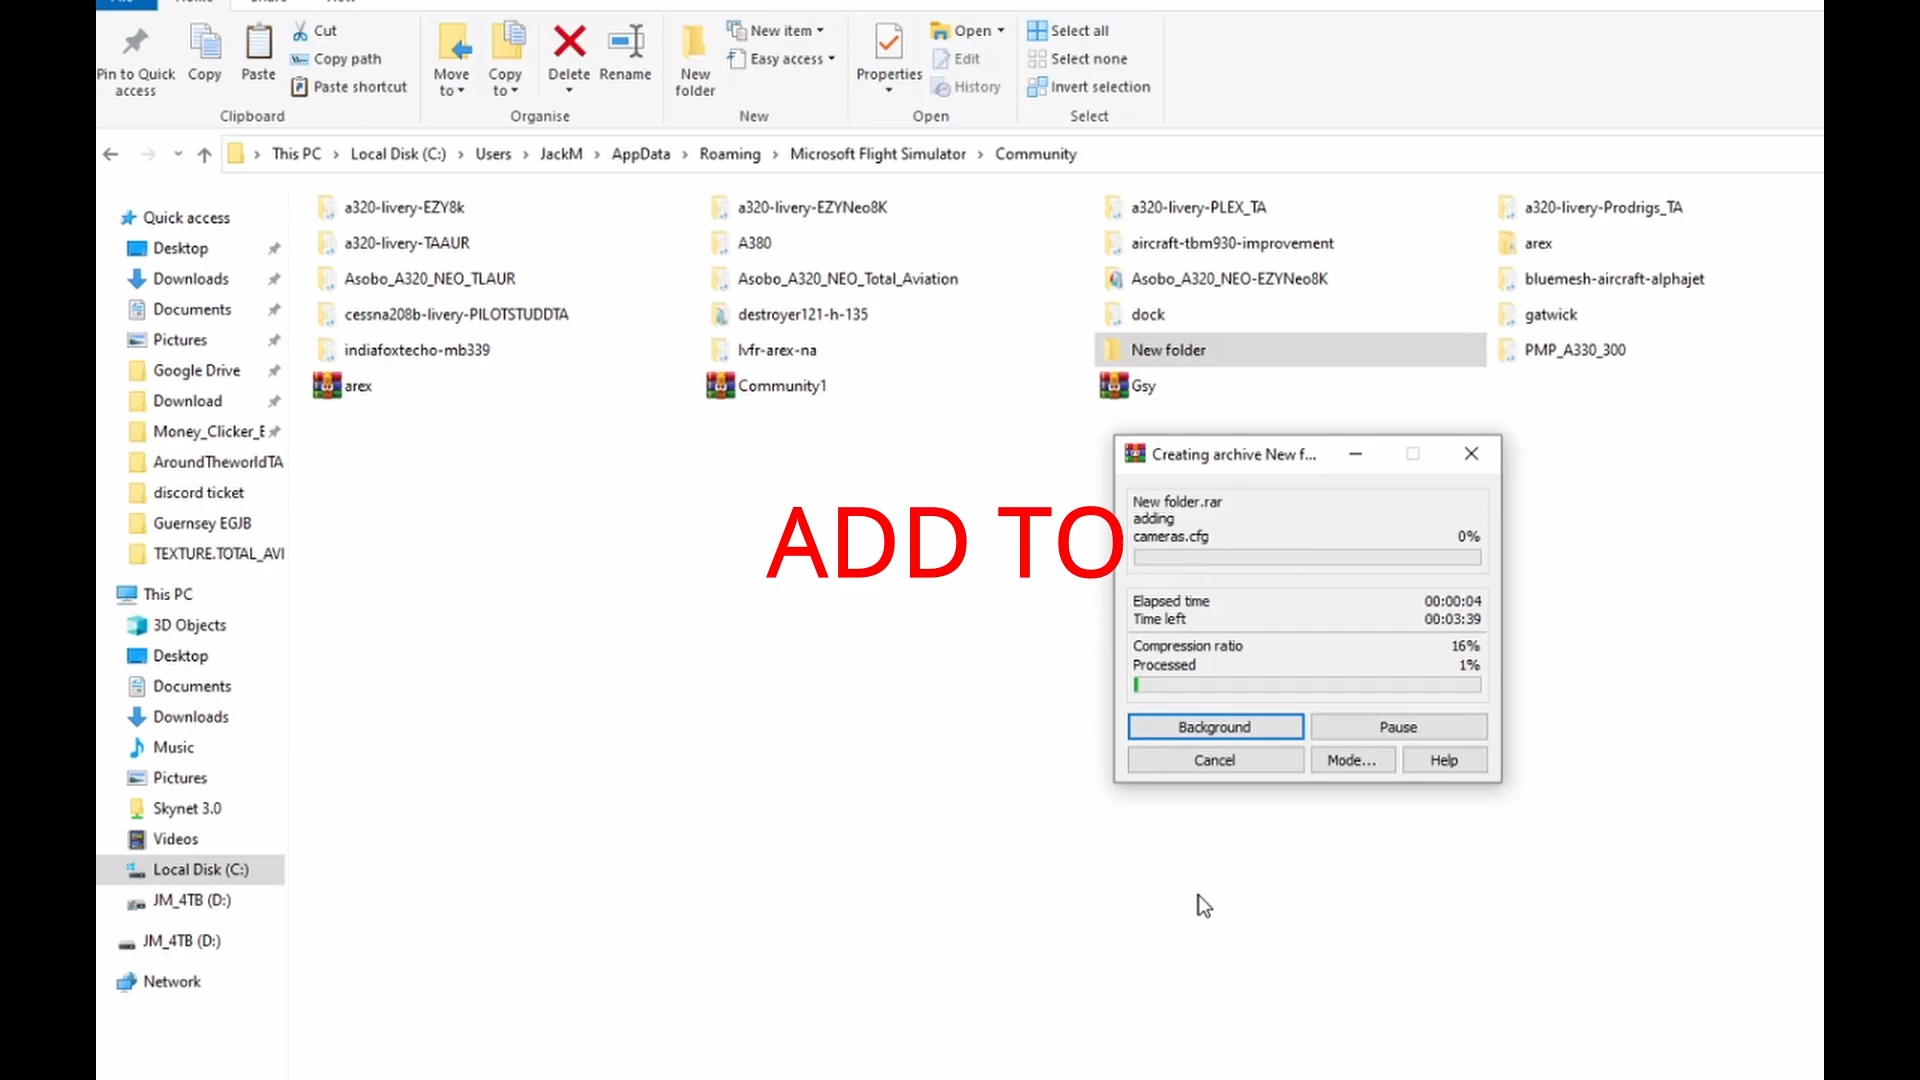 Cut
Copy path
Paste shortcut
Pin to Quick access
Copy
Paste
Clipboard
Move to
Copy to
Delete
Rename
Organise
New folder
New item
Easy access
New
Properties
Open
Edit
History
Open
Select all
Select none
Invert selection
Select
This PC > Local Disk (C:) > Users > JackM > AppData > Roaming > Microsoft Flight Simulator > Community
Quick access
Desktop
Downloads
Documents
Pictures
Google Drive
Download
Money_Clicker_E
AroundTheworldTA
discord ticket
Guernsey EGJB
TEXTURE.TOTAL_AVI
This PC
3D Objects
Desktop
Documents
Downloads
Music
Pictures
Skynet 3.0
Videos
Local Disk (C:)
JM_4TB (D:)
JM_4TB (D:)
Network
a320-livery-EZY8k
a320-livery-EZYNeo8K
a320-livery-PLEX_TA
a320-livery-Prodrigs_TA
a320-livery-TAAUR
A380
aircraft-tbm930-improvement
arex
Asobo_A320_NEO_TLAUR
Asobo_A320_NEO_Total_Aviation
Asobo_A320_NEO-EZYNeo8K
bluemesh-aircraft-alphajet
cessna208b-livery-PILOTSTUDDTA
destroyer121-h-135
dock
gatwick
indiafoxtecho-mb339
lvfr-arex-na
New folder
PMP_A330_300
arex
Community1
Gsy
ADD TO
Creating archive New f...
New folder.rar
adding
cameras.cfg 0%
Elapsed time 00:00:04
Time left 00:03:39
Compression ratio 16%
Processed 1%
Background
Pause
Cancel
Mode...
Help